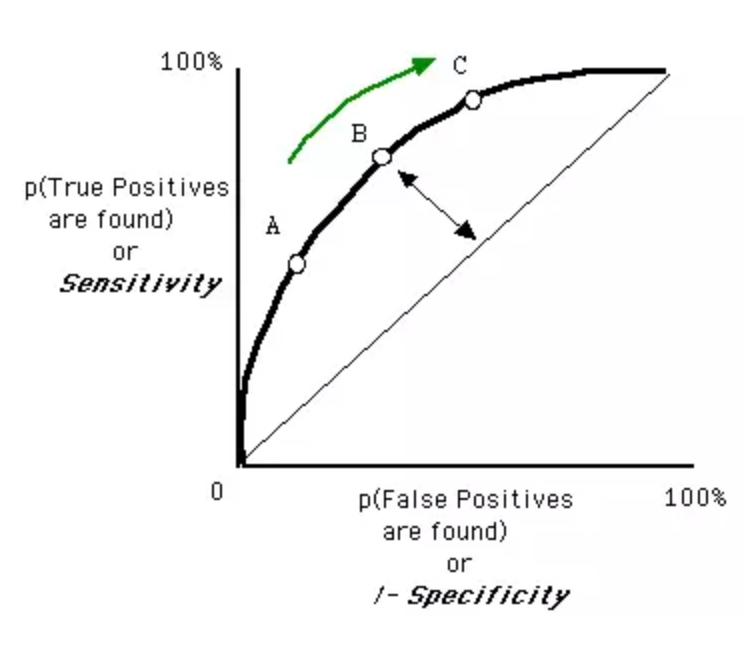 100%
C
B
p(True Positives
are found)
or
Sensitivity
A
0
p(False Positives
are found)
or
1- Specificity
100%